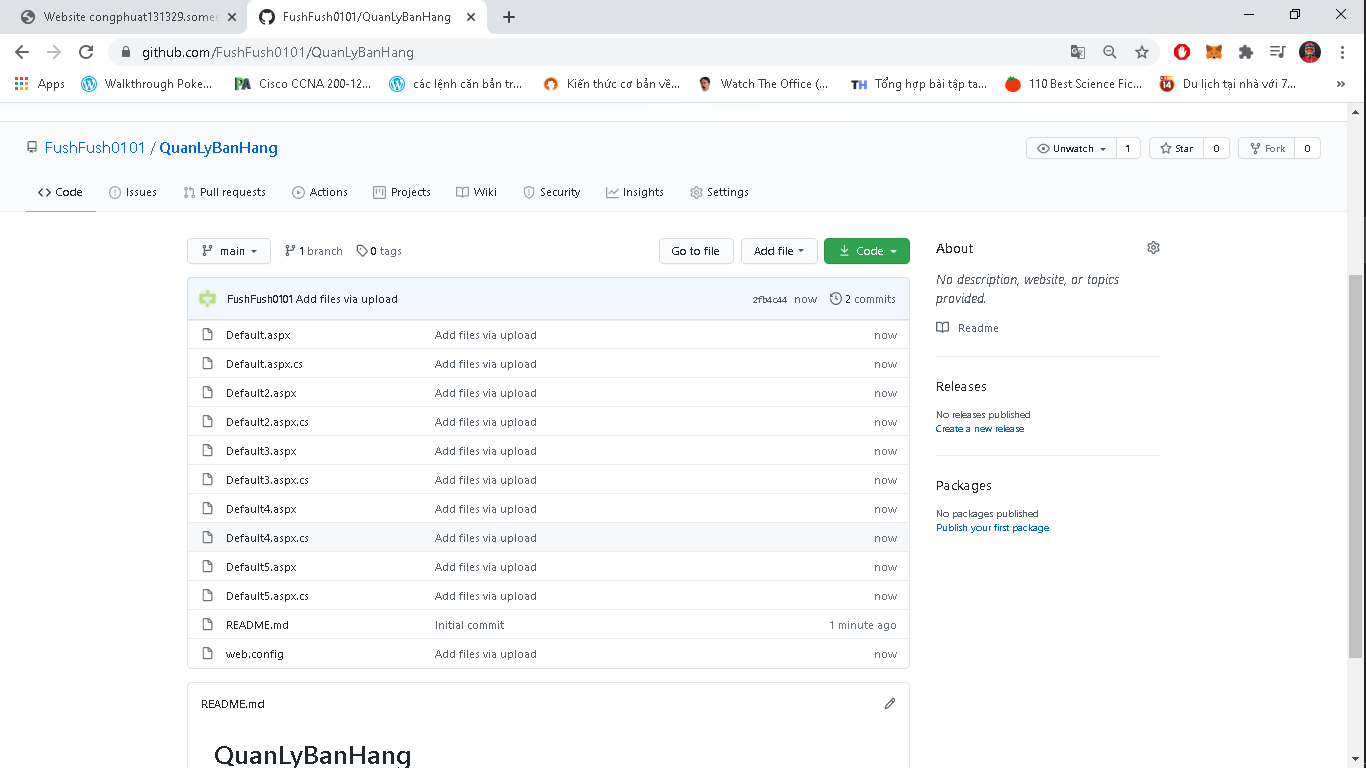 Website congphuat131329.somee
FushFush0101/QuanLyBanHang
github.com/FushFush0101/QuanLyBanHang
Apps Walkthrough Poke... Cisco CCNA 200-12... các lệnh căn bản tr... Kiến thức cơ bản về... Watch The Office (... Tổng hợp bài tập ta... 110 Best Science Fic... Du lịch tại nhà với 7... »
FushFush0101 / QuanLyBanHang
Unwatch 1 Star 0 Fork 0
Code Issues Pull requests Actions Projects Wiki Security Insights Settings
main 1 branch 0 tags Go to file Add file Code
FushFush0101 Add files via upload 2fb4c44 now 2 commits
Default.aspx Add files via upload now
Default.aspx.cs Add files via upload now
Default2.aspx Add files via upload now
Default2.aspx.cs Add files via upload now
Default3.aspx Add files via upload now
Default3.aspx.cs Add files via upload now
Default4.aspx Add files via upload now
Default4.aspx.cs Add files via upload now
Default5.aspx Add files via upload now
Default5.aspx.cs Add files via upload now
README.md Initial commit 1 minute ago
web.config Add files via upload now
README.md
QuanLyBanHang
About
No description, website, or topics
provided.
Readme
Releases
No releases published
Create a new release
Packages
No packages published
Publish your first package